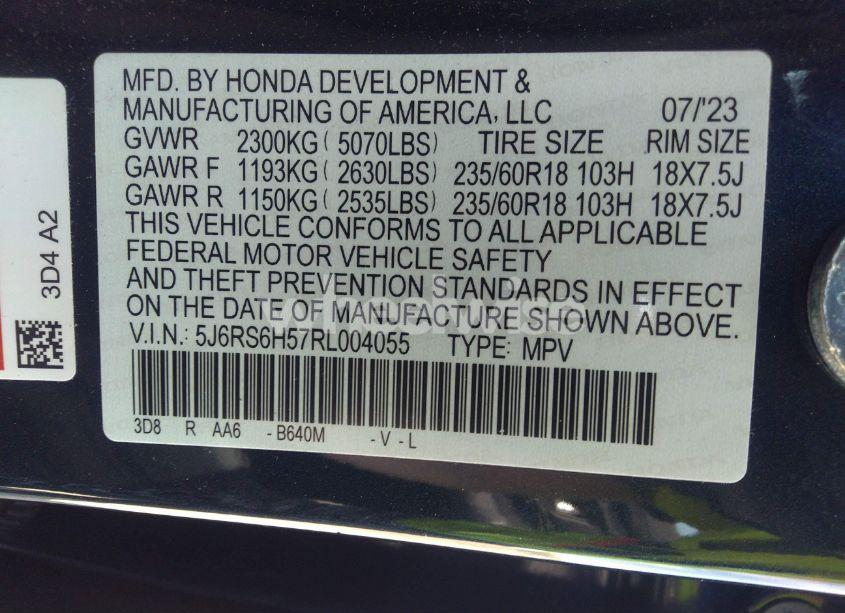 MFD. BY HONDA DEVELOPMENT &
MANUFACTURING OF AMERICA, LLC 07/'23
GVWR 2300KG ( 5070LBS) TIRE SIZE RIM SIZE
GAWR F 1193KG ( 2630LBS) 235/60R18 103H 18X7.5J
GAWR R 1150KG ( 2535LBS) 235/60R18 103H 18X7.5J
THIS VEHICLE CONFORMS TO ALL APPLICABLE
FEDERAL MOTOR VEHICLE SAFETY
AND THEFT PREVENTION STANDARDS IN EFFECT
ON THE DATE OF MANUFACTURE SHOWN ABOVE.
V.I.N.: 5J6RS6H57RL004055 TYPE: MPV
3D8 R AA6 - B640M - V - L
3D4 A2